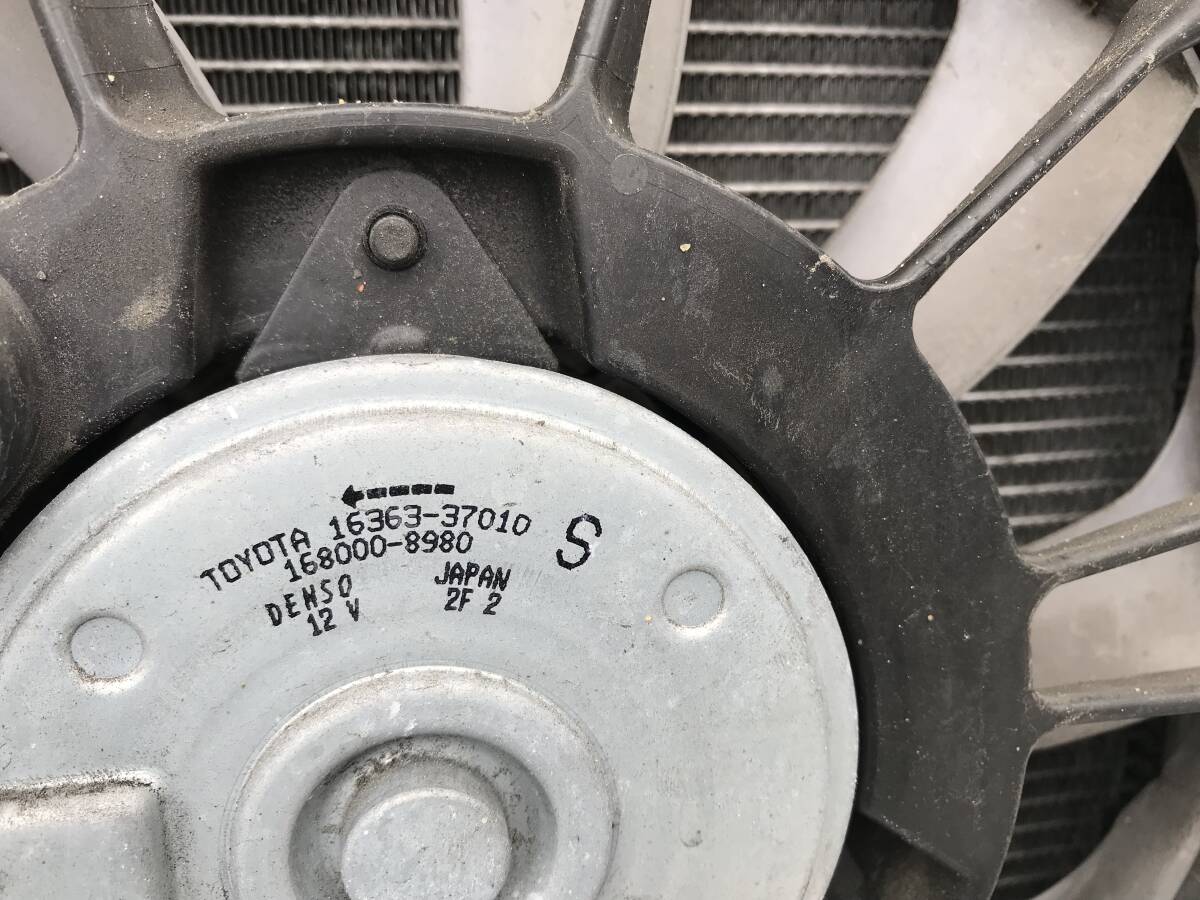 TOYOTA 16363-37010
168000-8980
S
DENSO JAPAN
12 V 2F 2